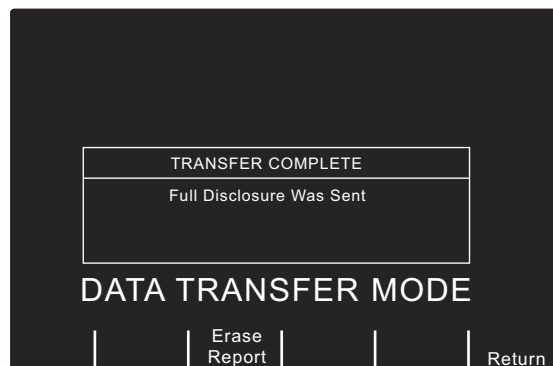 TRANSFER COMPLETE
Full Disclosure Was Sent
DATA TRANSFER MODE
Erase
Report
Return